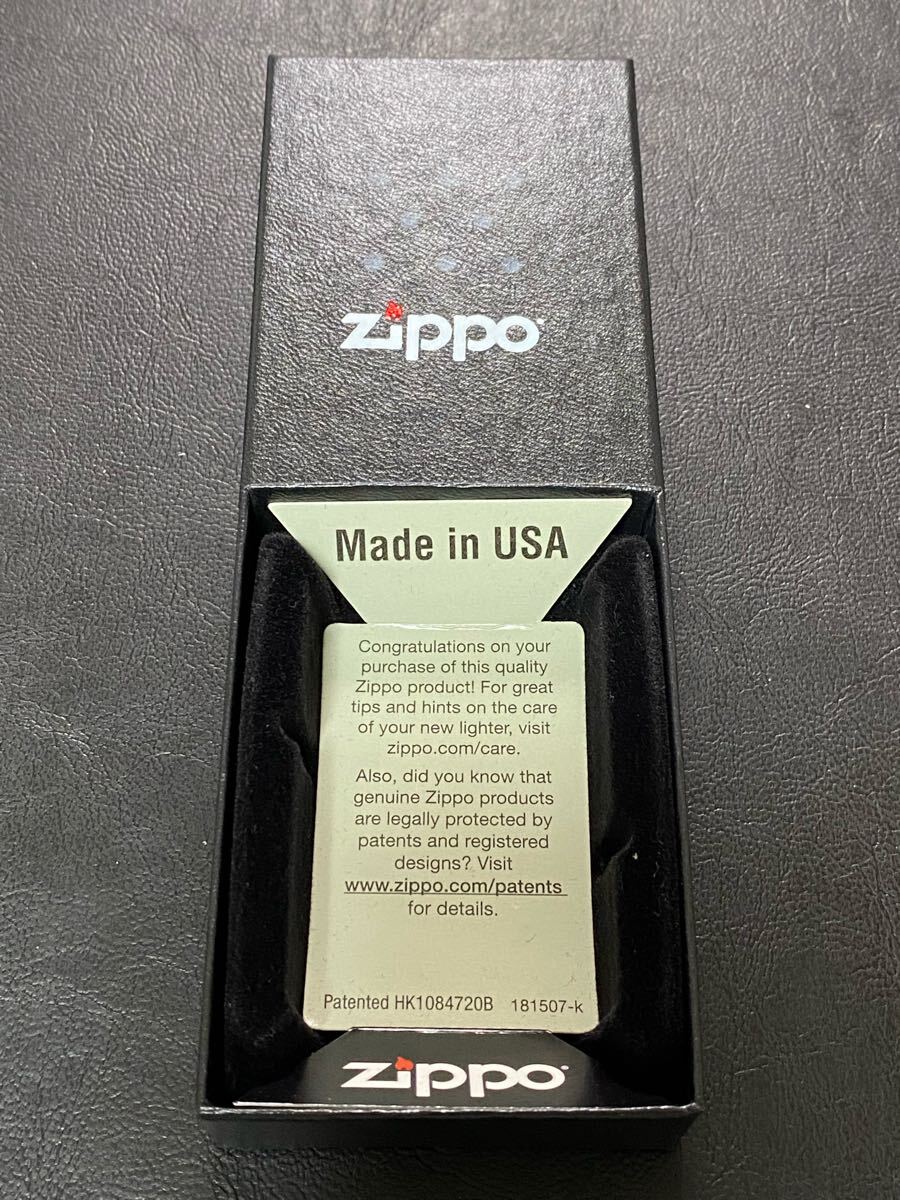 zippo
Made in USA
Congratulations on your
purchase of this quality
Zippo product! For great
tips and hints on the care
of your new lighter, visit
zippo.com/care.
Also, did you know that
genuine Zippo products
are legally protected by
patents and registered
designs? Visit
www.zippo.com/patents
for details.
Patented HK1084720B 181507-k
zippo